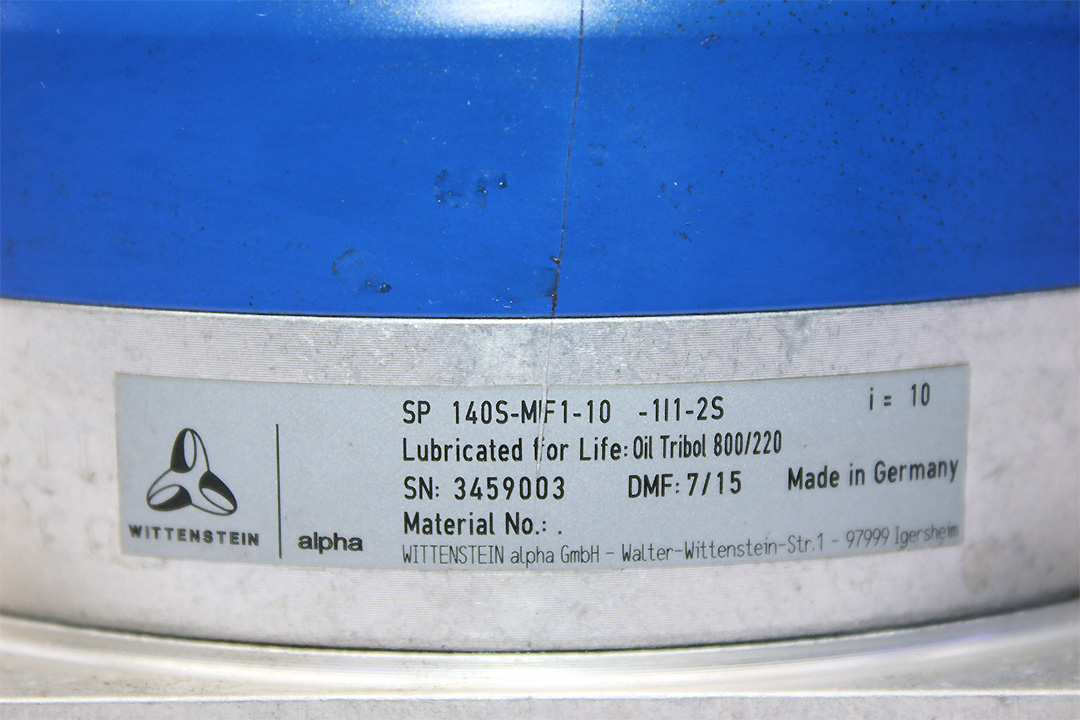 SP 140S-MF1-10 -1I1-2S i = 10
Lubricated for Life: Oil Tribol 800/220
SN: 3459003 DMF: 7/15 Made in Germany
Material No.: .
WITTENSTEIN alpha
WITTENSTEIN alpha GmbH - Walter-Wittenstein-Str.1 - 97999 Igersheim